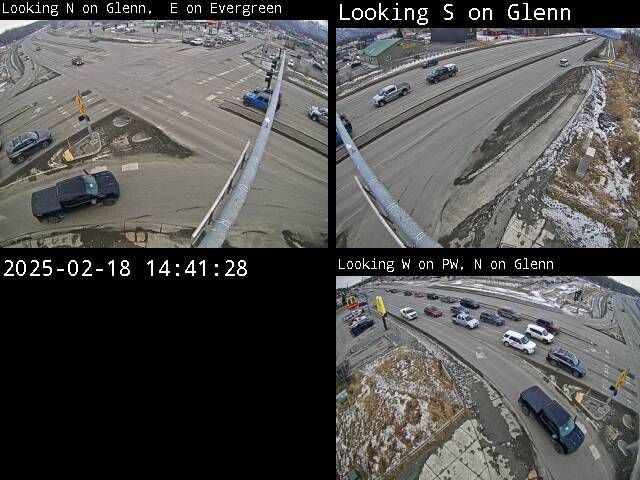 Looking N on Glenn,  E on Evergreen
Looking S on Glenn
2025-02-18 14:41:28
Looking W on PW, N on Glenn